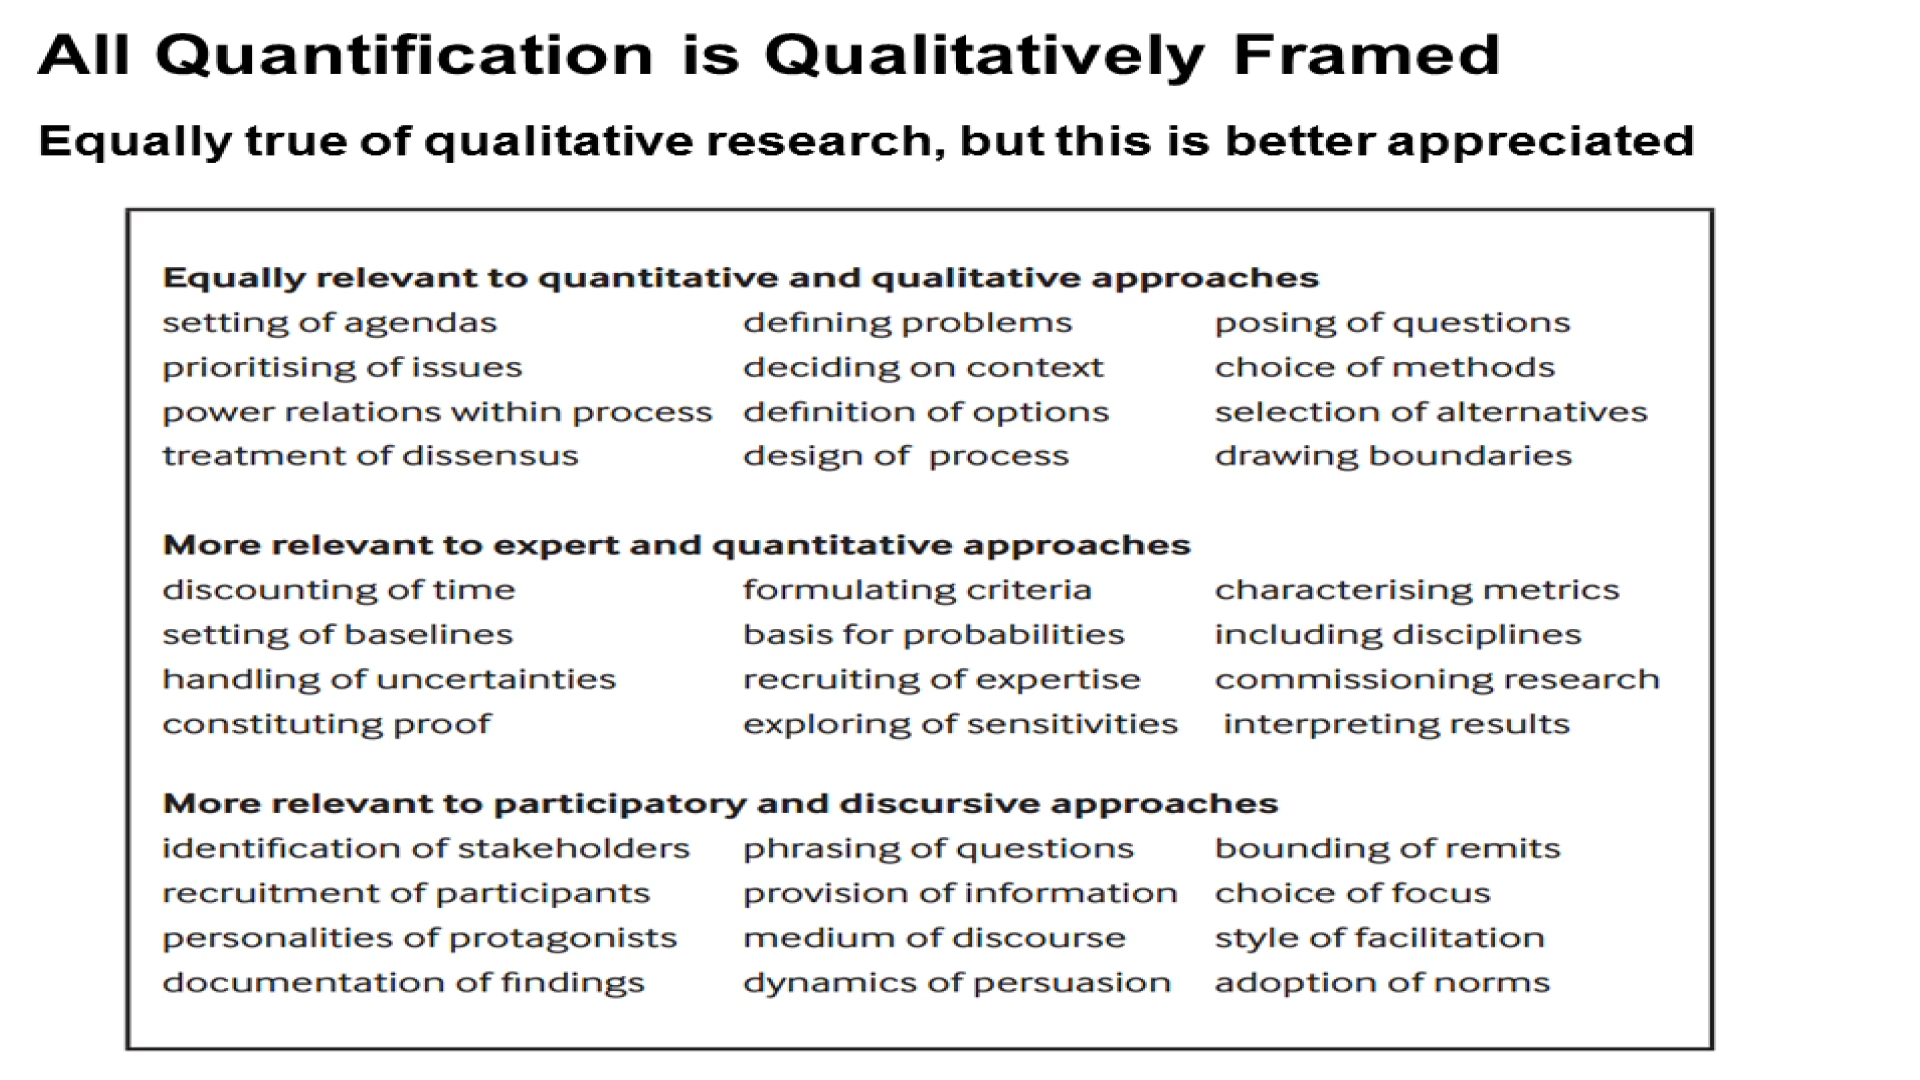 All Quantification is Qualitatively Framed
Equally true of qualitative research, but this is better appreciated
Equally relevant to quantitative and qualitative approaches
setting of agendas defining problems posing of questions
prioritising of issues deciding on context choice of methods
power relations within process definition of options selection of alternatives
treatment of dissensus design of process drawing boundaries
More relevant to expert and quantitative approaches
discounting of time formulating criteria characterising metrics
setting of baselines basis for probabilities including disciplines
handling of uncertainties recruiting of expertise commissioning research
constituting proof exploring of sensitivities interpreting results
More relevant to participatory and discursive approaches
identification of stakeholders phrasing of questions bounding of remits
recruitment of participants provision of information choice of focus
personalities of protagonists medium of discourse style of facilitation
documentation of findings dynamics of persuasion adoption of norms